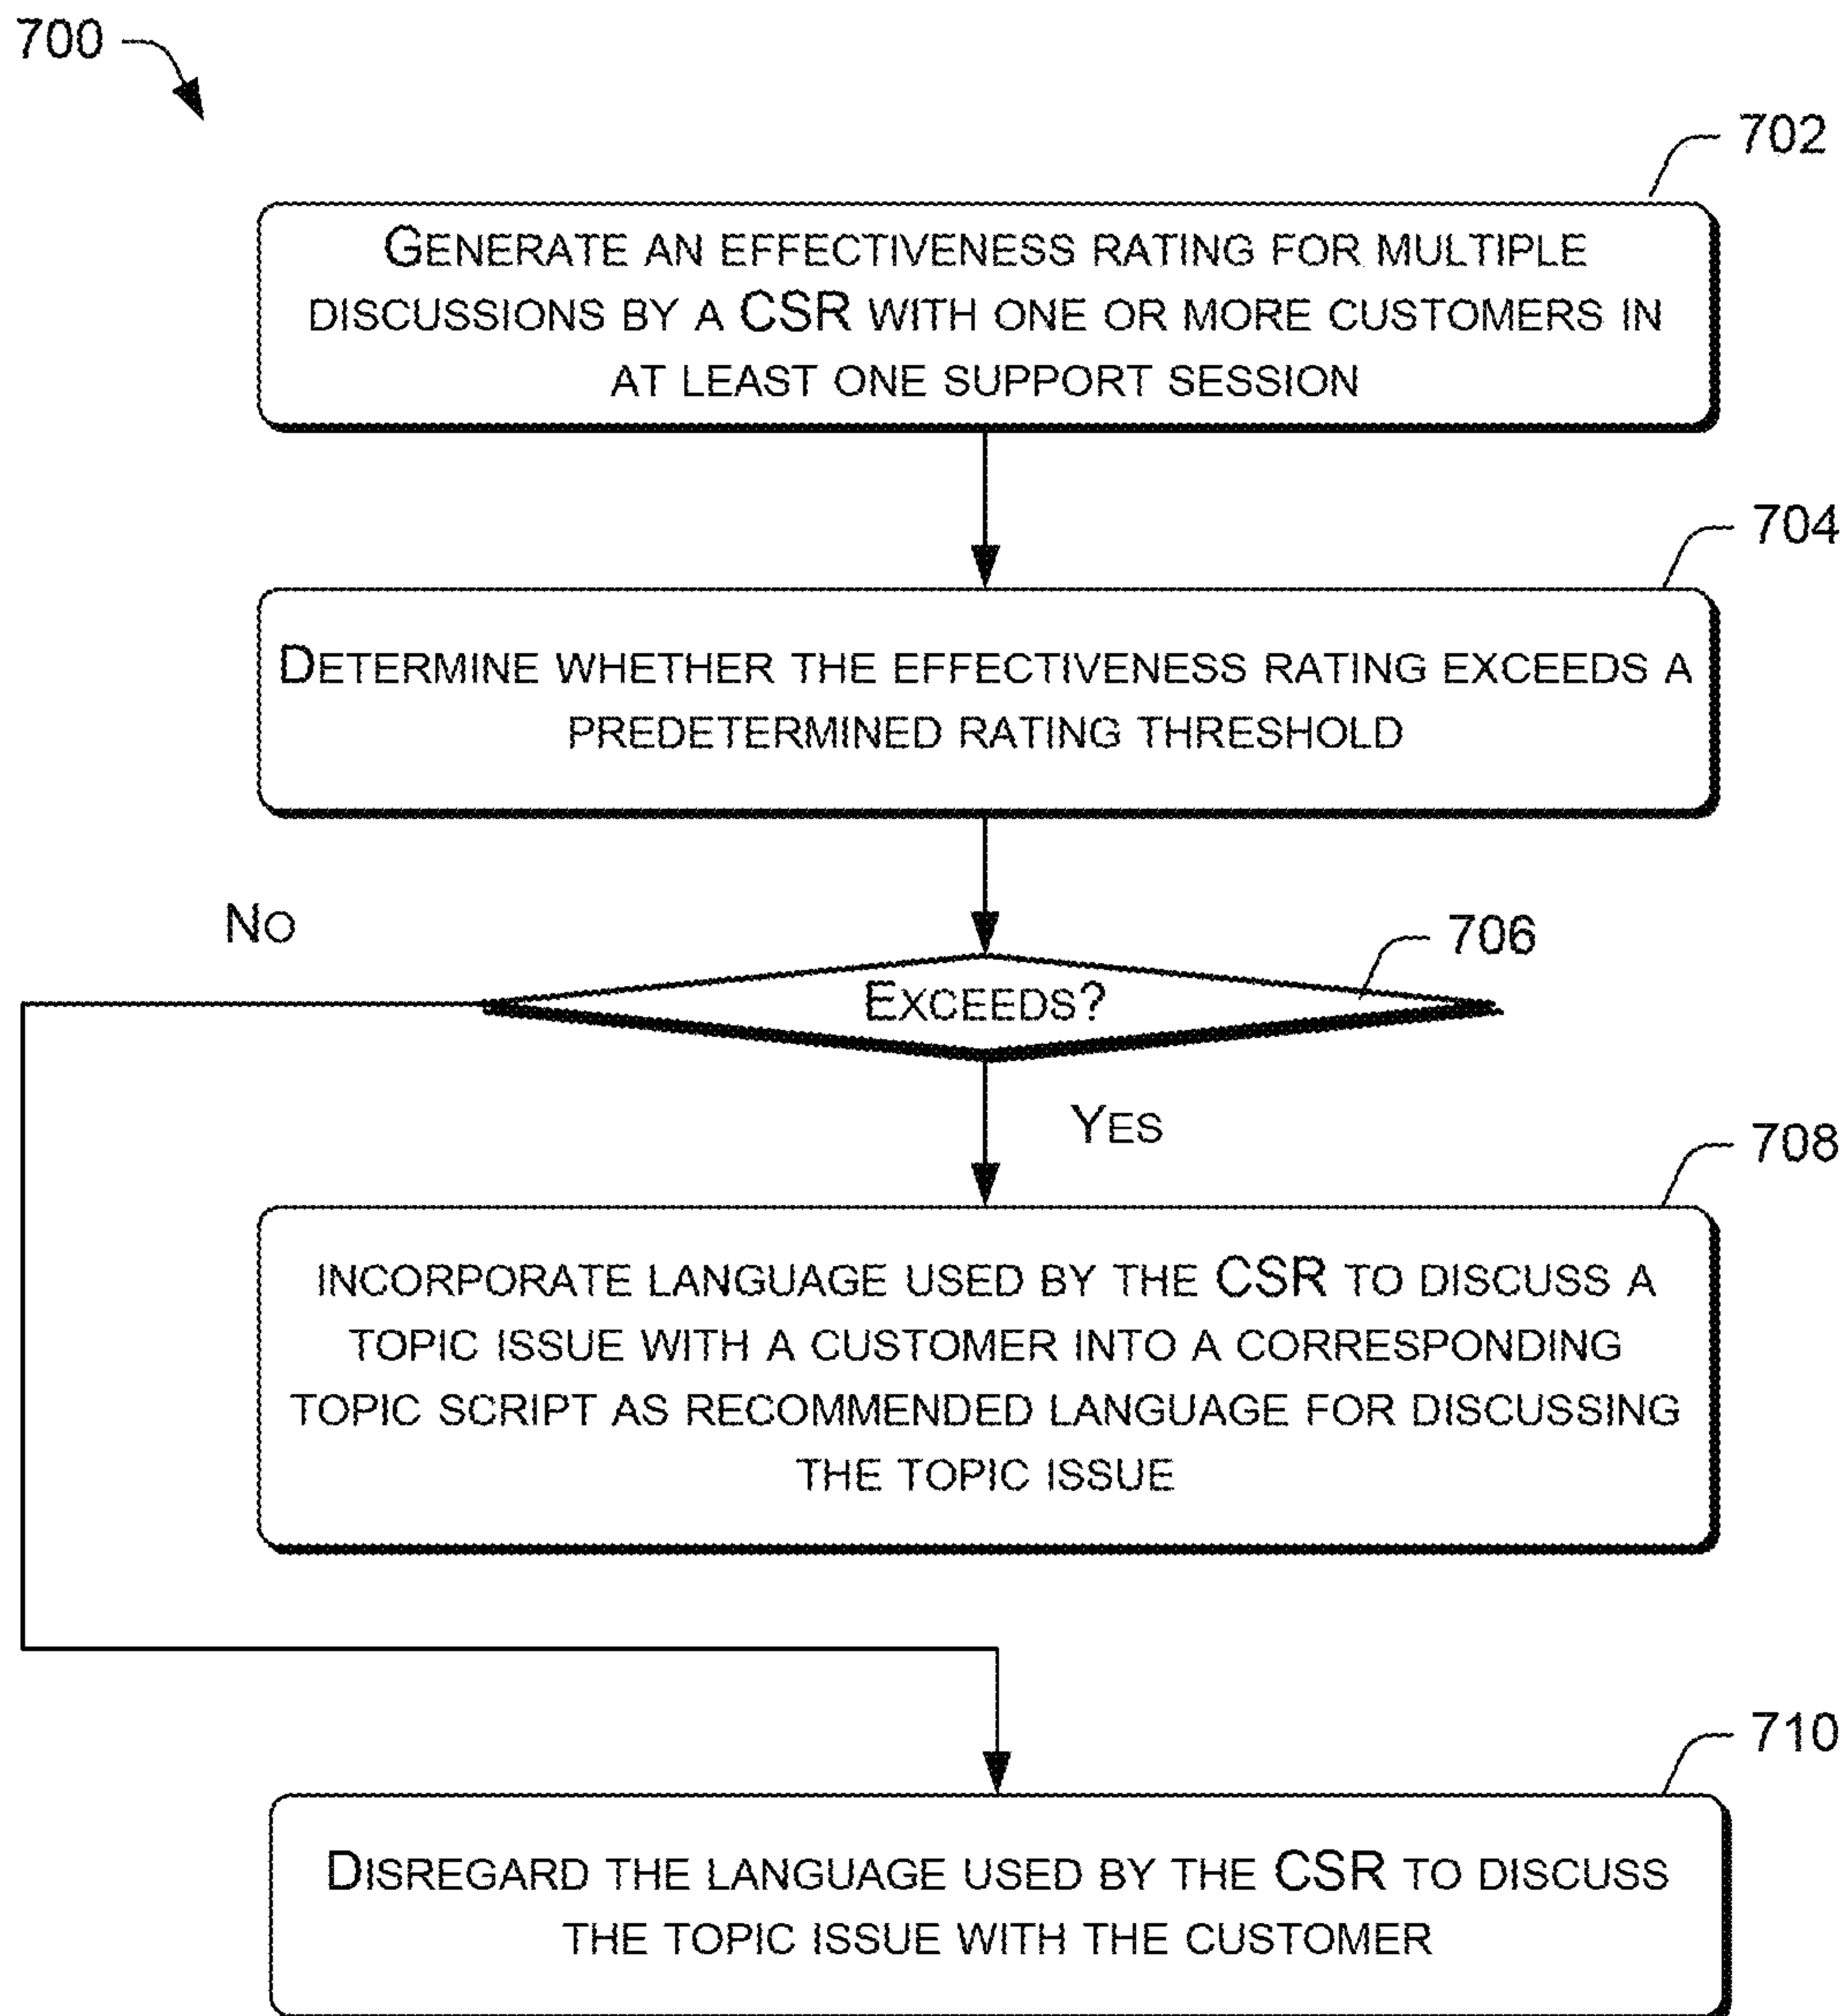 700
702
GENERATE AN EFFECTIVENESS RATING FOR MULTIPLE
DISCUSSIONS BY A CSR WITH ONE OR MORE CUSTOMERS IN
AT LEAST ONE SUPPORT SESSION
704
DETERMINE WHETHER THE EFFECTIVENESS RATING EXCEEDS A
PREDETERMINED RATING THRESHOLD
NO
706
EXCEEDS?
YES
708
INCORPORATE LANGUAGE USED BY THE CSR TO DISCUSS A
TOPIC ISSUE WITH A CUSTOMER INTO A CORRESPONDING
TOPIC SCRIPT AS RECOMMENDED LANGUAGE FOR DISCUSSING
THE TOPIC ISSUE
710
DISREGARD THE LANGUAGE USED BY THE CSR TO DISCUSS
THE TOPIC ISSUE WITH THE CUSTOMER